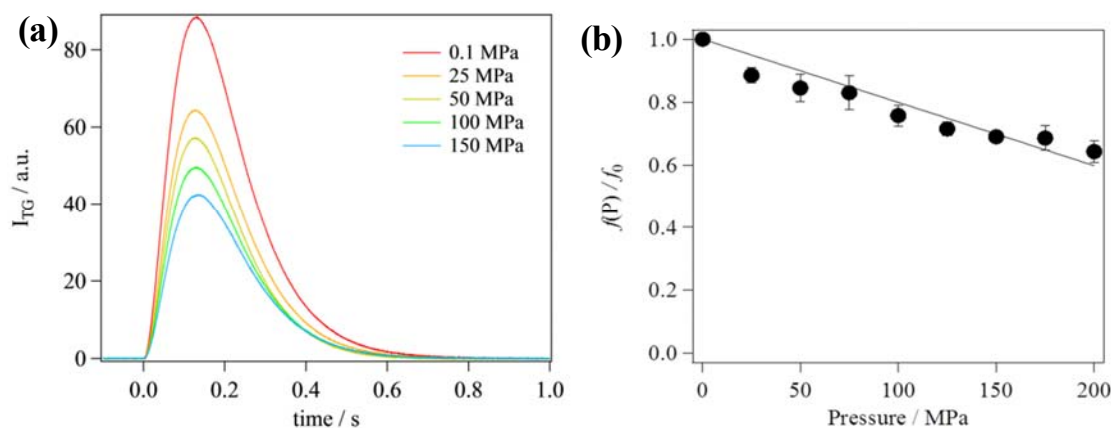 (a)
80
60
40
20
0
I_TG / a.u.
0.1 MPa
25 MPa
50 MPa
100 MPa
150 MPa
0.0 0.2 0.4 0.6 0.8 1.0
time / s
(b)
1.0
0.8
0.6
0.4
0.2
0.0
f(P) / f₀
0 50 100 150 200
Pressure / MPa